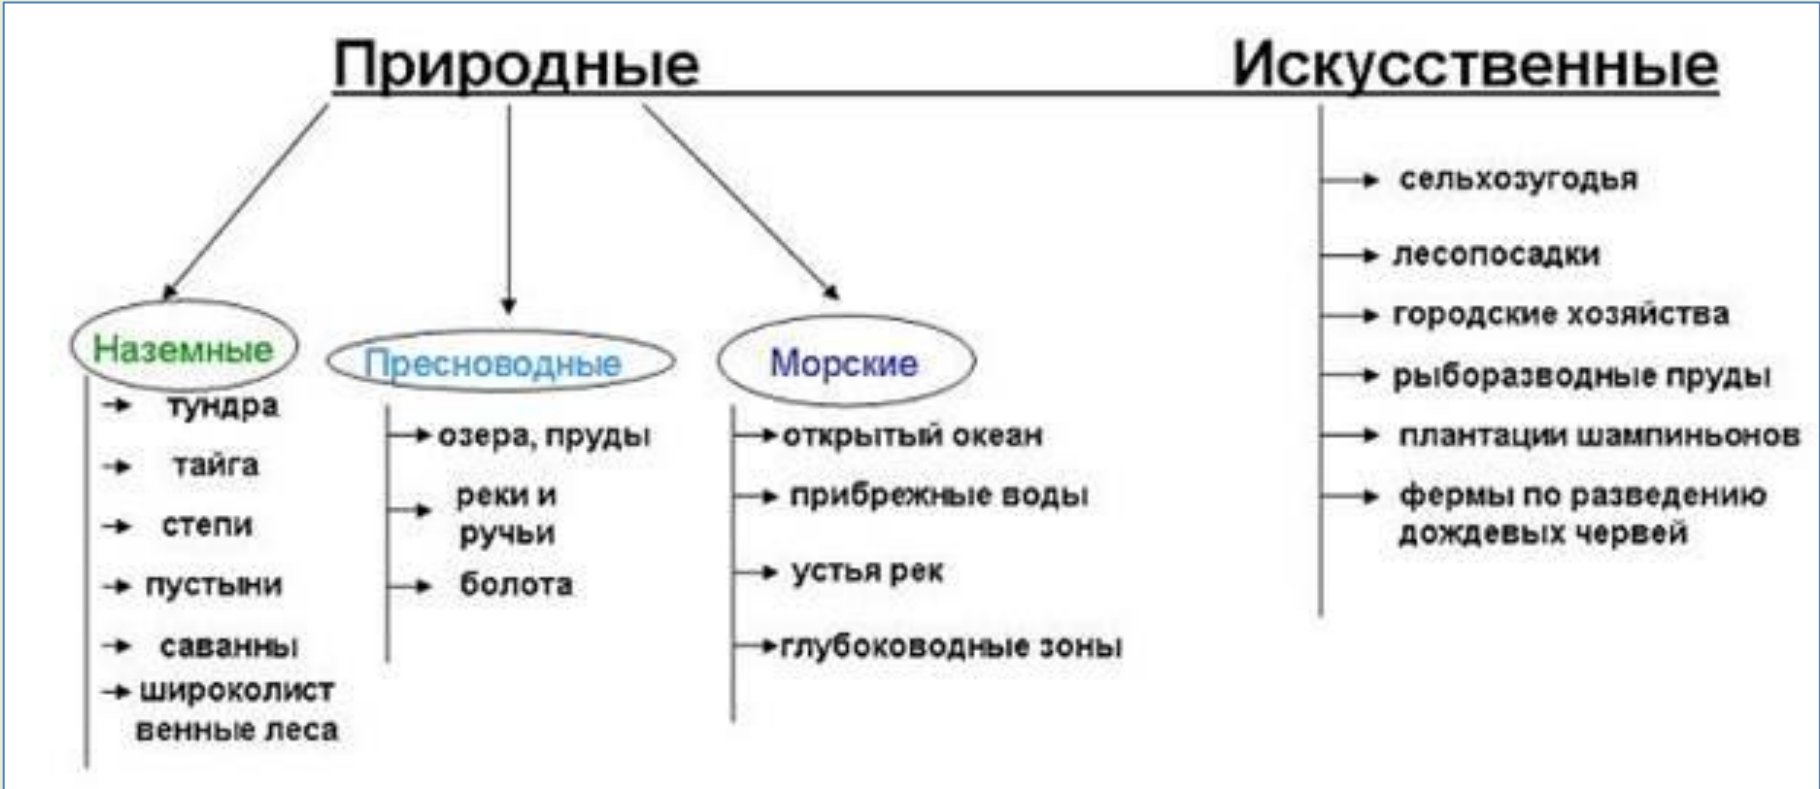 Природные
Искусственные
Наземные
тундра
тайга
степи
пустыни
саванны
широколист
венные леса
Пресноводные
озера, пруды
реки и
ручьи
болота
Морские
открытый океан
прибрежные воды
устья рек
глубоководные зоны
сельхозугодья
лесопосадки
городские хозяйства
рыборазводные пруды
плантации шампиньонов
фермы по разведению
дождевых червей